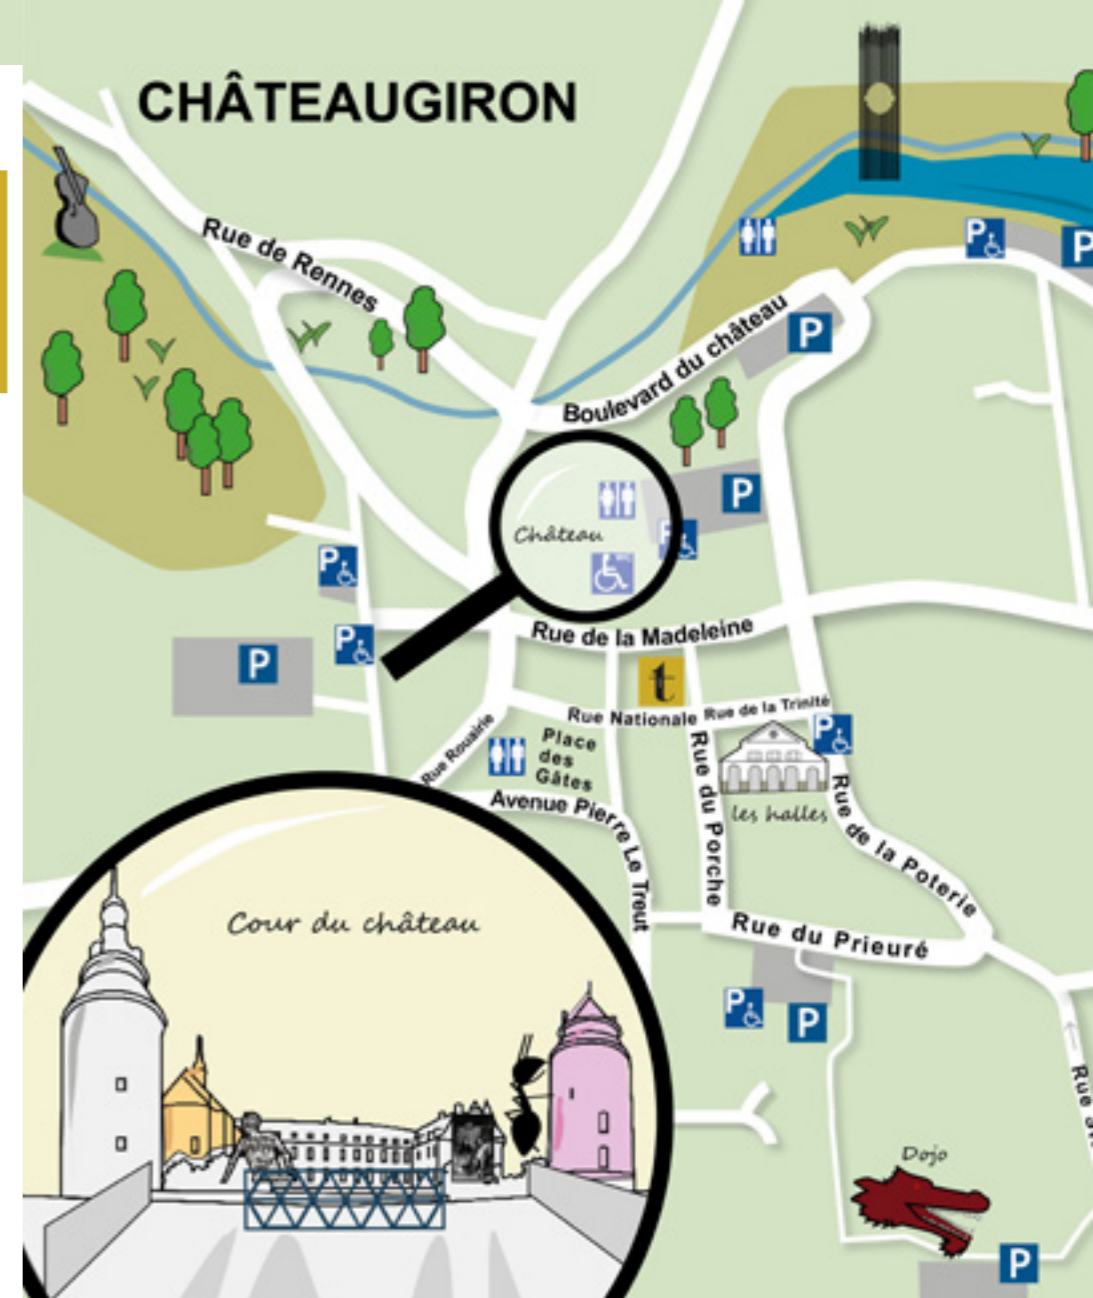 CHÂTEAUGIRON
Rue de Rennes
P
P
Boulevard du château
P
P
Château
P
P
P
P
Rue de la Madeleine
t
Rue Nationale
Rue de la Trinité
Rue Rouairie
Place
des
Gâtes
P
les halles
Avenue Pierre Le Treut
Rue du Porche
Rue de la Poterie
Rue du Prieuré
Cour du château
P
P
Rue
Dojo
P